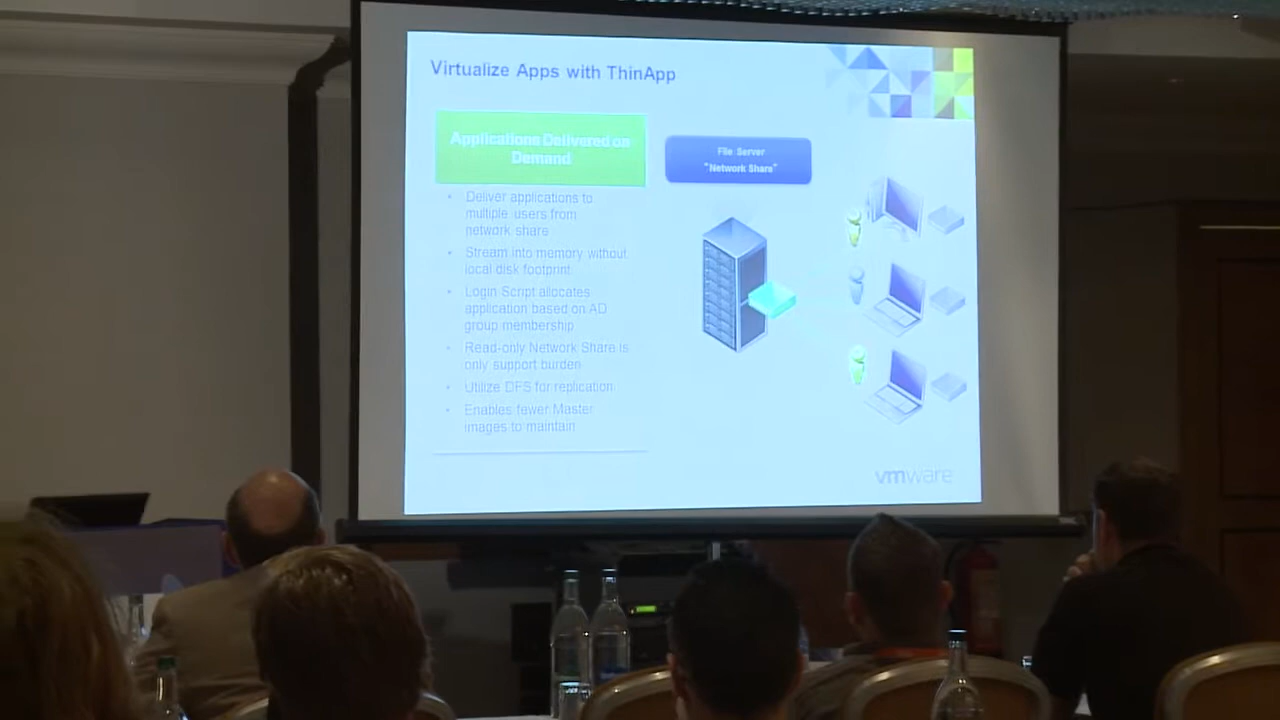 Virtualize Apps with ThinApp
Applications Delivered on
Demand
• Deliver applications to
multiple users from
network share
• Stream into memory without
local disk footprint
• Login Script allocates
application based on AD
group membership
• Read-only Network Share is
only support burden
• Utilize DFS for replication
• Enables fewer Master
images to maintain
File Server
"Network Share"
vmware